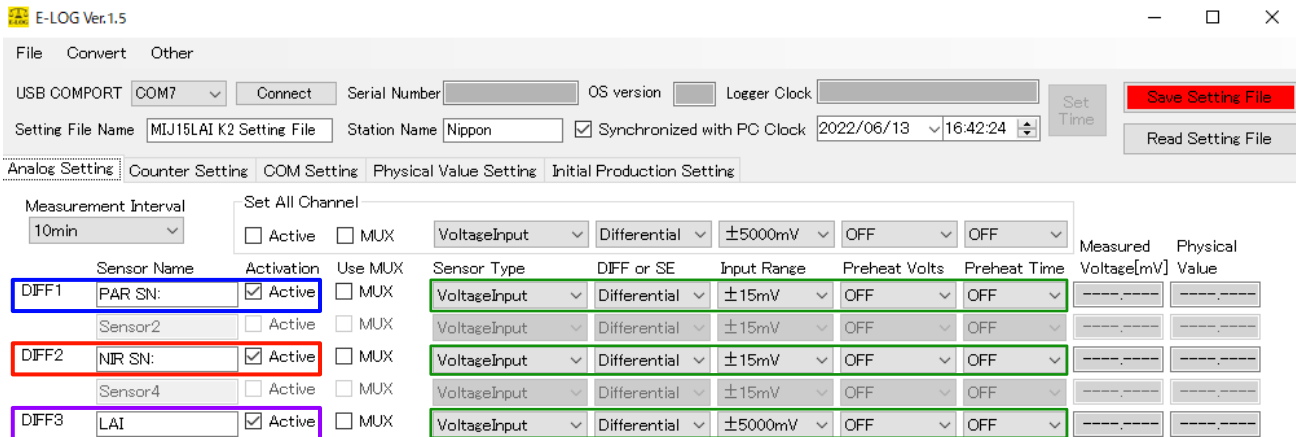 E-LOG Ver.1.5
File Convert Other
USB COMPORT COM7 Connect Serial Number OS version Logger Clock Set Time Save Setting File
Setting File Name MIJ15LAI K2 Setting File Station Name Nippon Synchronized with PC Clock 2022/06/13 16:42:24 Read Setting File
Analog Setting Counter Setting COM Setting Physical Value Setting Initial Production Setting
Measurement Interval Set All Channel
10min Active MUX VoltageInput Differential ±5000mV OFF OFF
Measured Physical
Sensor Name Activation Use MUX Sensor Type DIFF or SE Input Range Preheat Volts Preheat Time Voltage[mV] Value
DIFF1 PAR SN: Active MUX VoltageInput Differential ±15mV OFF OFF ----.---- ----.----
Sensor2 Active MUX VoltageInput Differential ±15mV OFF OFF ----.---- ----.----
DIFF2 NIR SN: Active MUX VoltageInput Differential ±15mV OFF OFF ----.---- ----.----
Sensor4 Active MUX VoltageInput Differential ±15mV OFF OFF ----.---- ----.----
DIFF3 LAI Active MUX VoltageInput Differential ±5000mV OFF OFF ----.---- ----.----